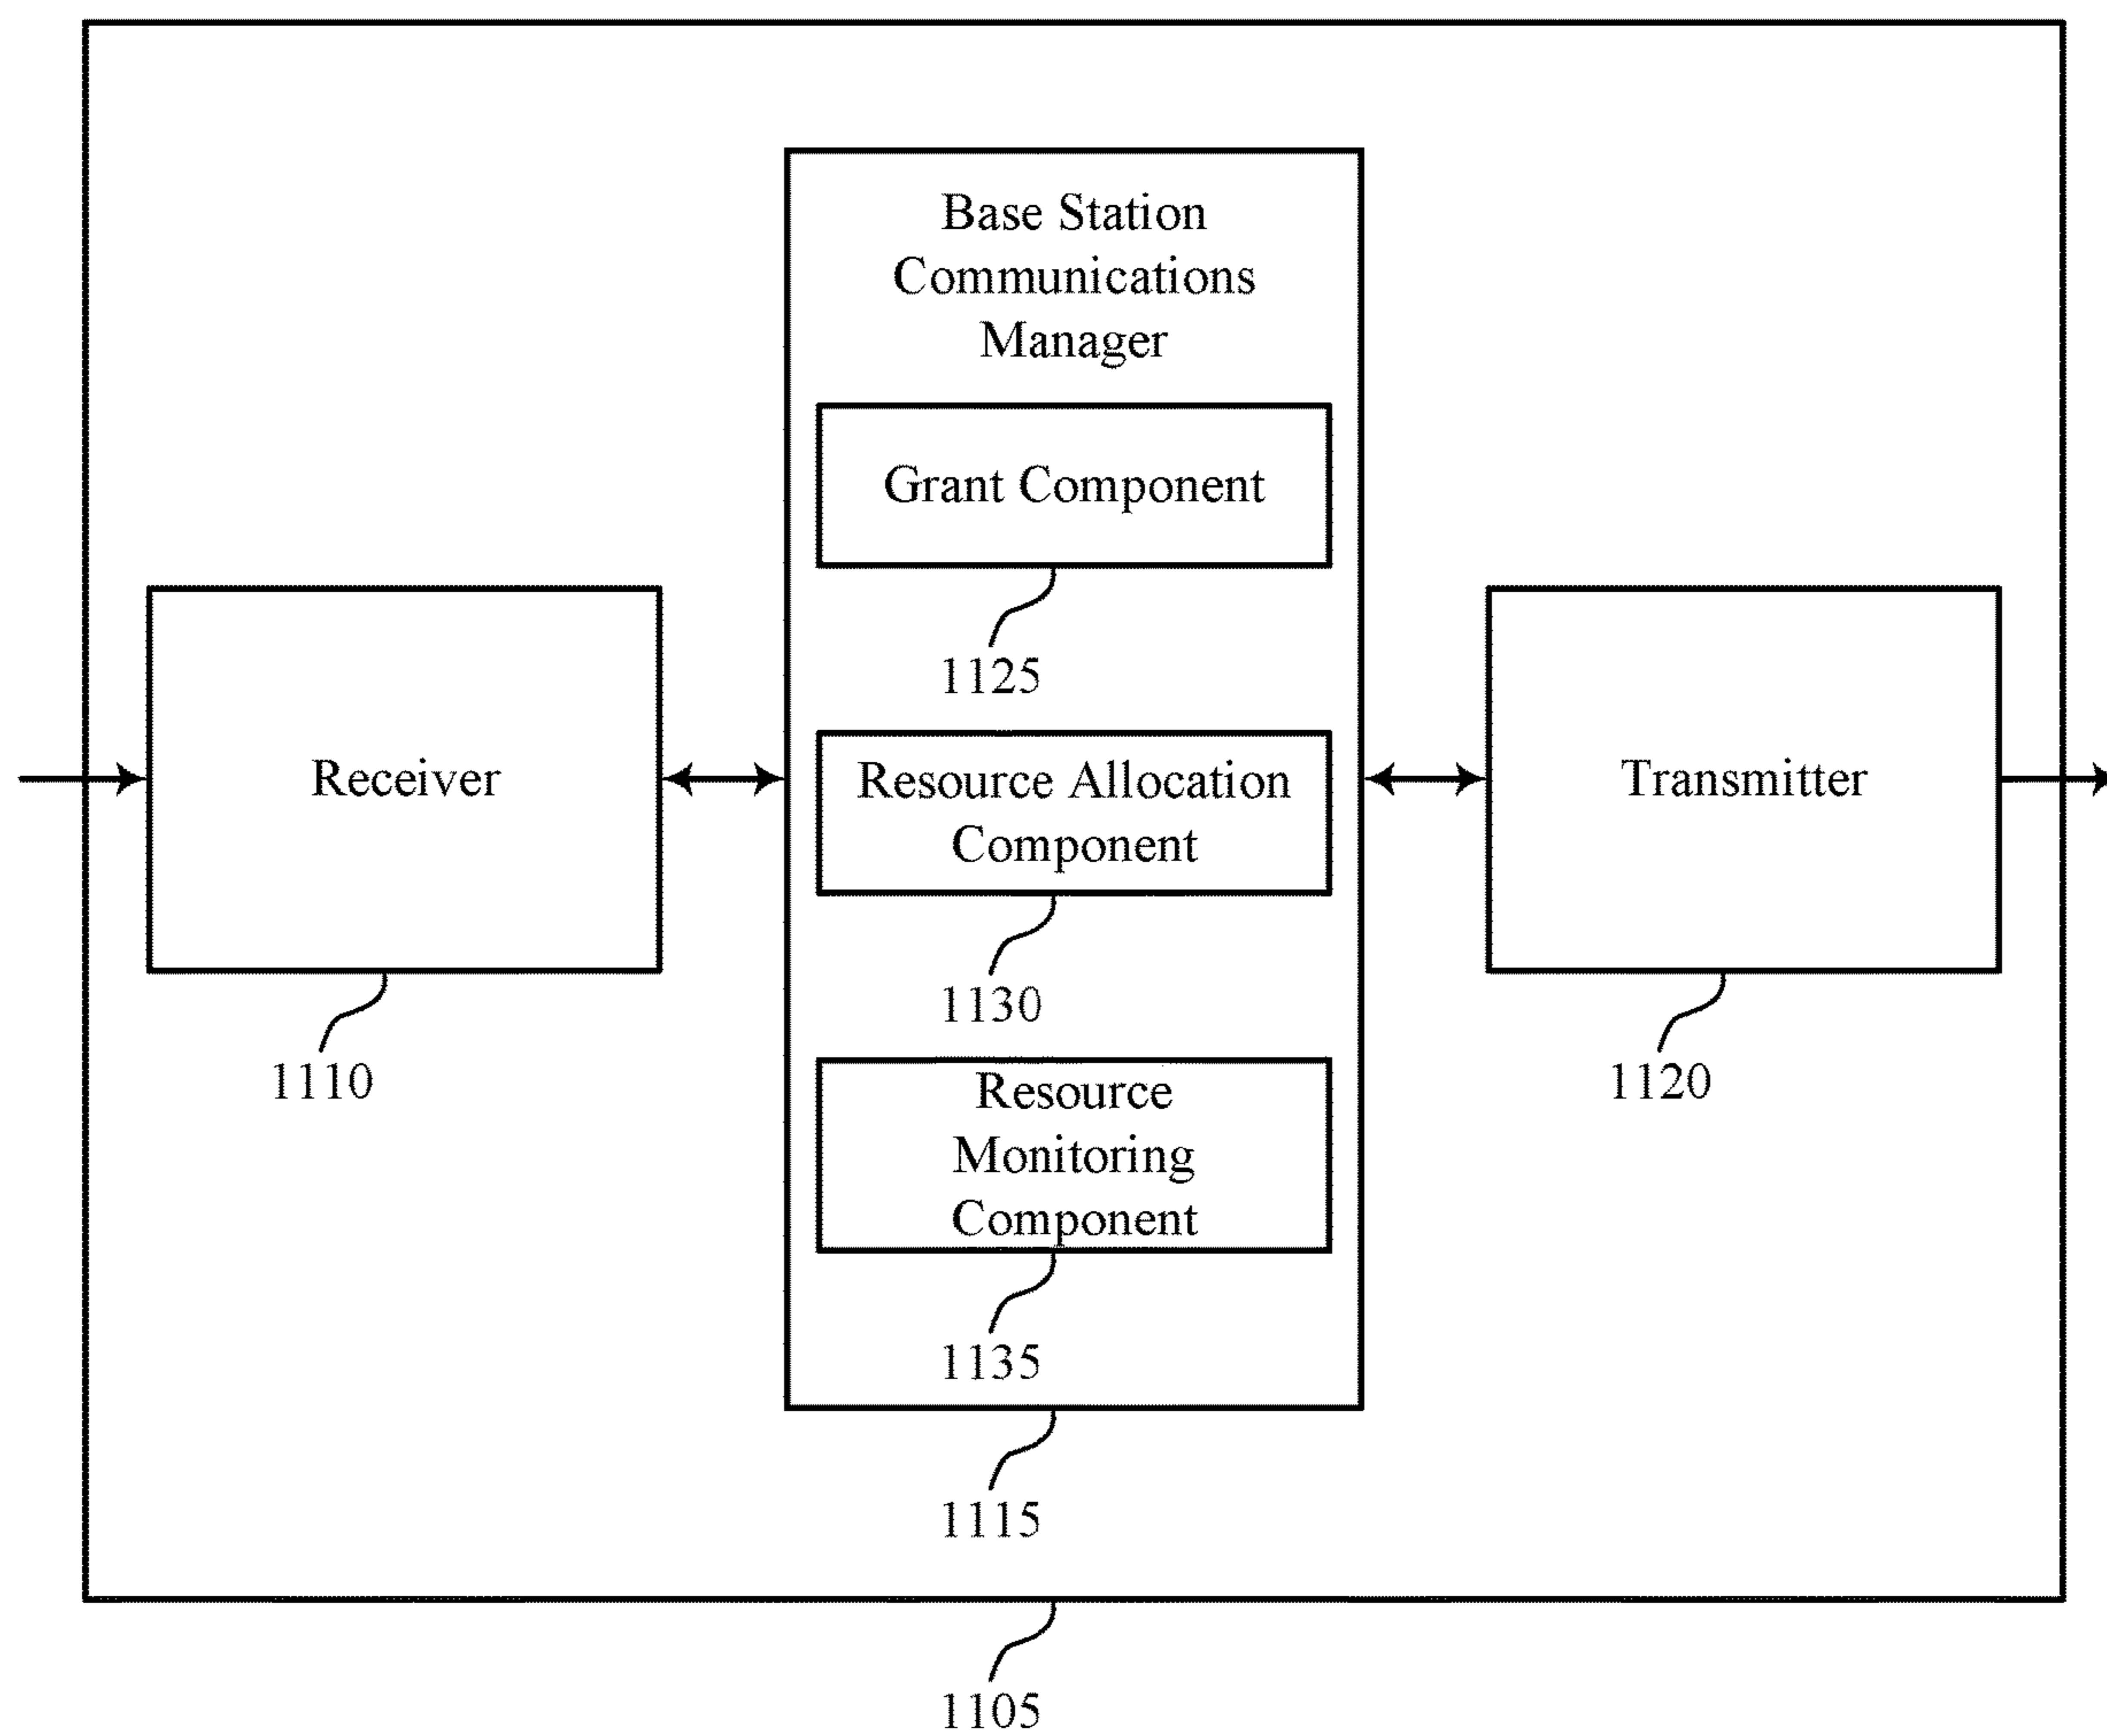 Base Station
Communications
Manager
Grant Component
1125
Receiver
Resource Allocation
Component
Transmitter
1130
1110
1120
Resource
Monitoring
Component
1135
1115
1105